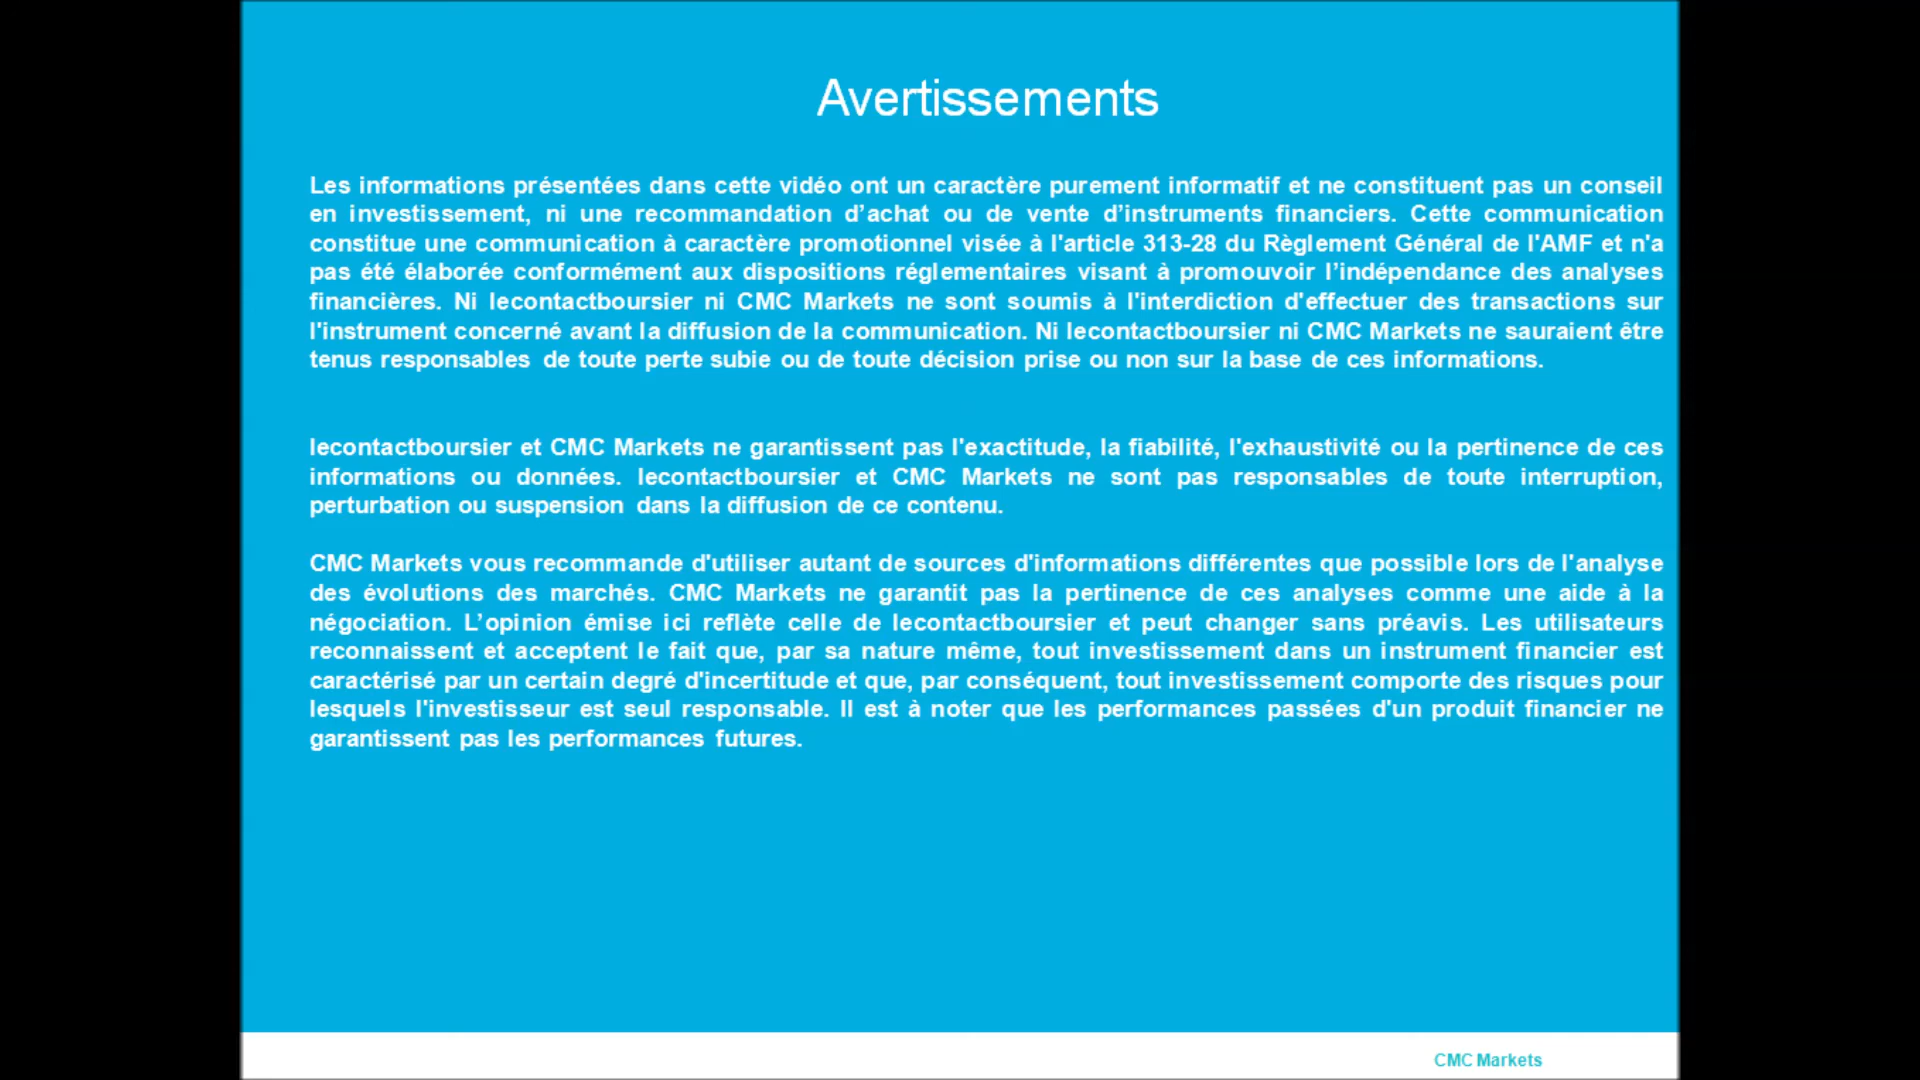 Avertissements
Les informations présentées dans cette vidéo ont un caractère purement informatif et ne constituent pas un conseil
en investissement, ni une recommandation d’achat ou de vente d’instruments financiers. Cette communication
constitue une communication à caractère promotionnel visée à l'article 313-28 du Règlement Général de l'AMF et n'a
pas été élaborée conformément aux dispositions réglementaires visant à promouvoir l’indépendance des analyses
financières. Ni lecontactboursier ni CMC Markets ne sont soumis à l'interdiction d'effectuer des transactions sur
l'instrument concerné avant la diffusion de la communication. Ni lecontactboursier ni CMC Markets ne sauraient être
tenus responsables de toute perte subie ou de toute décision prise ou non sur la base de ces informations.
lecontactboursier et CMC Markets ne garantissent pas l'exactitude, la fiabilité, l'exhaustivité ou la pertinence de ces
informations ou données. lecontactboursier et CMC Markets ne sont pas responsables de toute interruption,
perturbation ou suspension dans la diffusion de ce contenu.
CMC Markets vous recommande d'utiliser autant de sources d'informations différentes que possible lors de l'analyse
des évolutions des marchés. CMC Markets ne garantit pas la pertinence de ces analyses comme une aide à la
négociation. L’opinion émise ici reflète celle de lecontactboursier et peut changer sans préavis. Les utilisateurs
reconnaissent et acceptent le fait que, par sa nature même, tout investissement dans un instrument financier est
caractérisé par un certain degré d'incertitude et que, par conséquent, tout investissement comporte des risques pour
lesquels l'investisseur est seul responsable. Il est à noter que les performances passées d'un produit financier ne
garantissent pas les performances futures.
CMC Markets